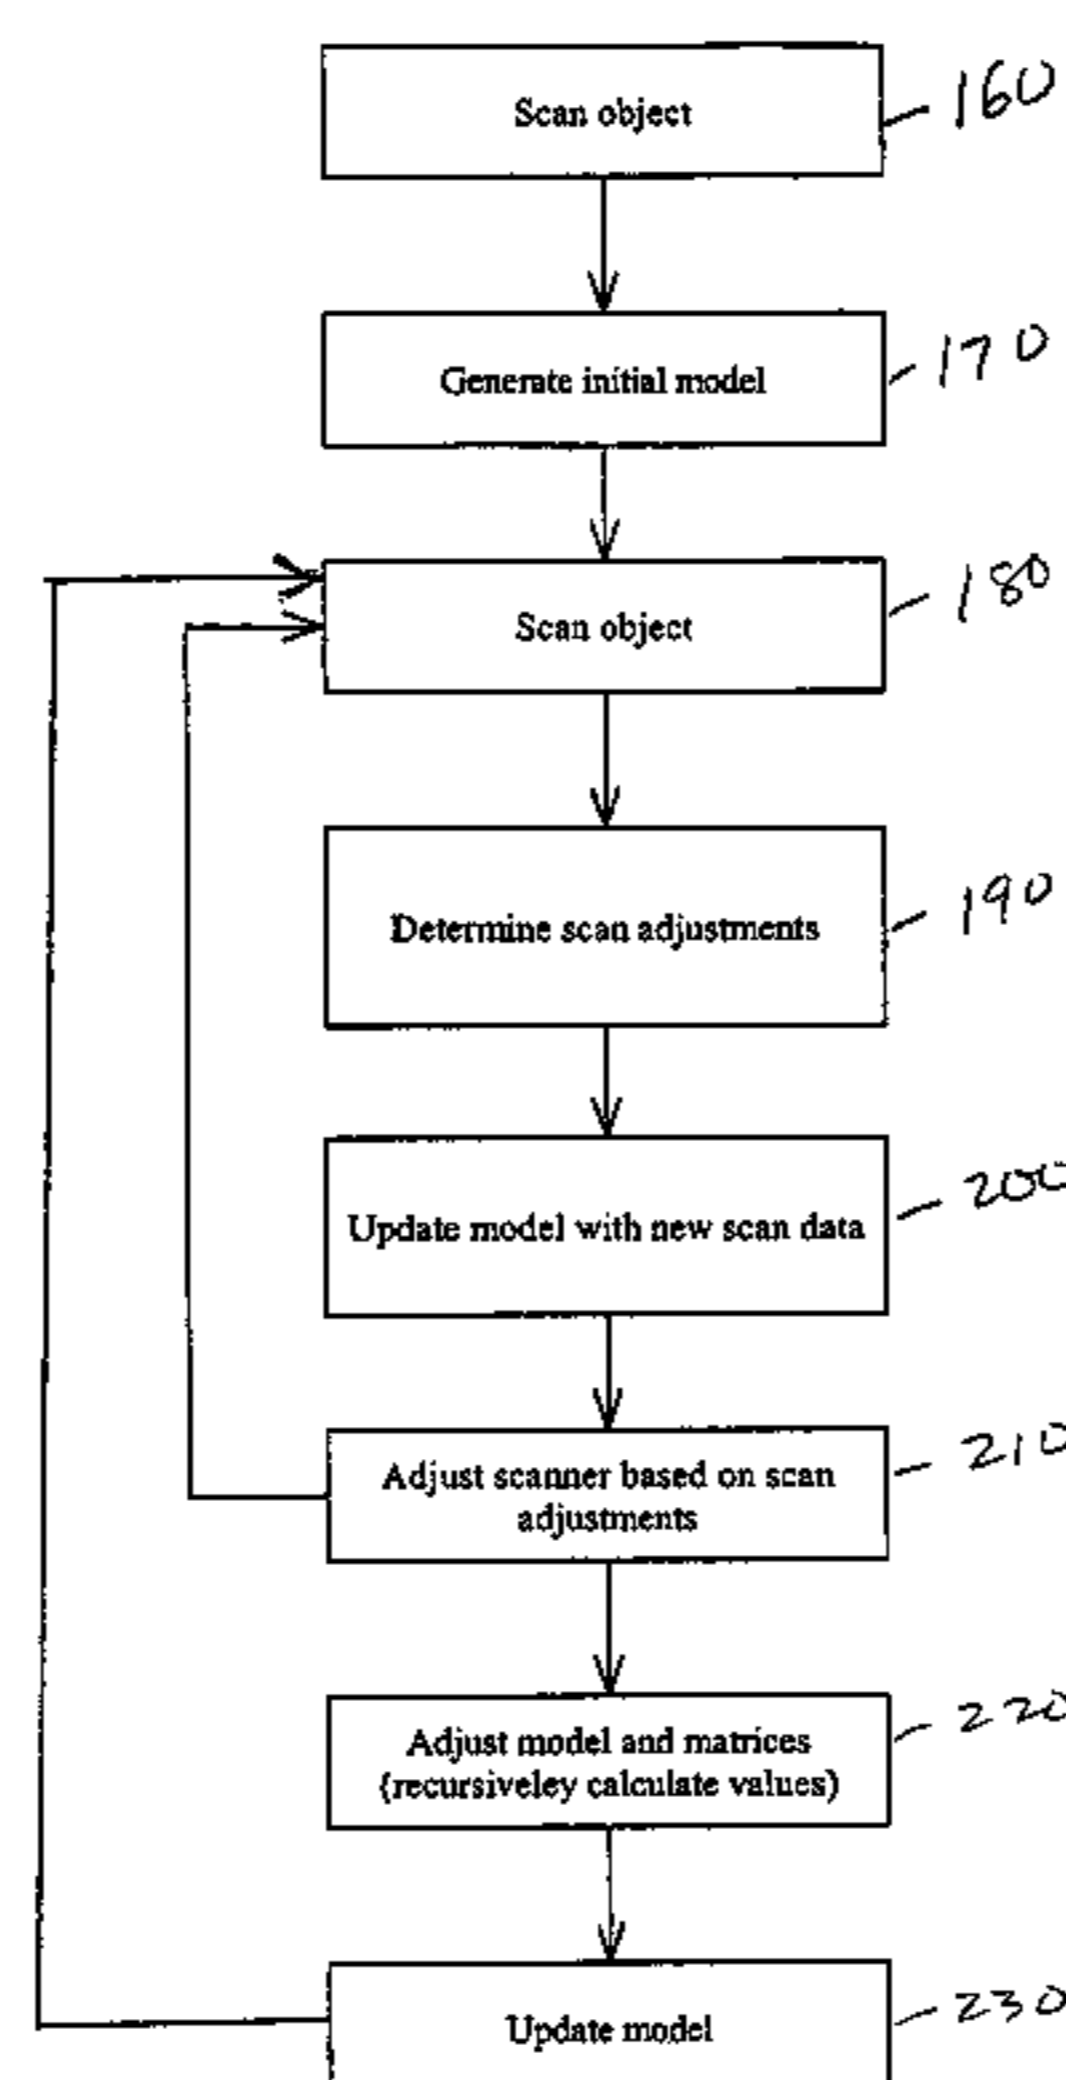 Scan object
160
Generate initial model
170
Scan object
180
Determine scan adjustments
190
Update model with new scan data
200
Adjust scanner based on scan
adjustments
210
Adjust model and matrices
(recursiveley calculate values)
220
Update model
230